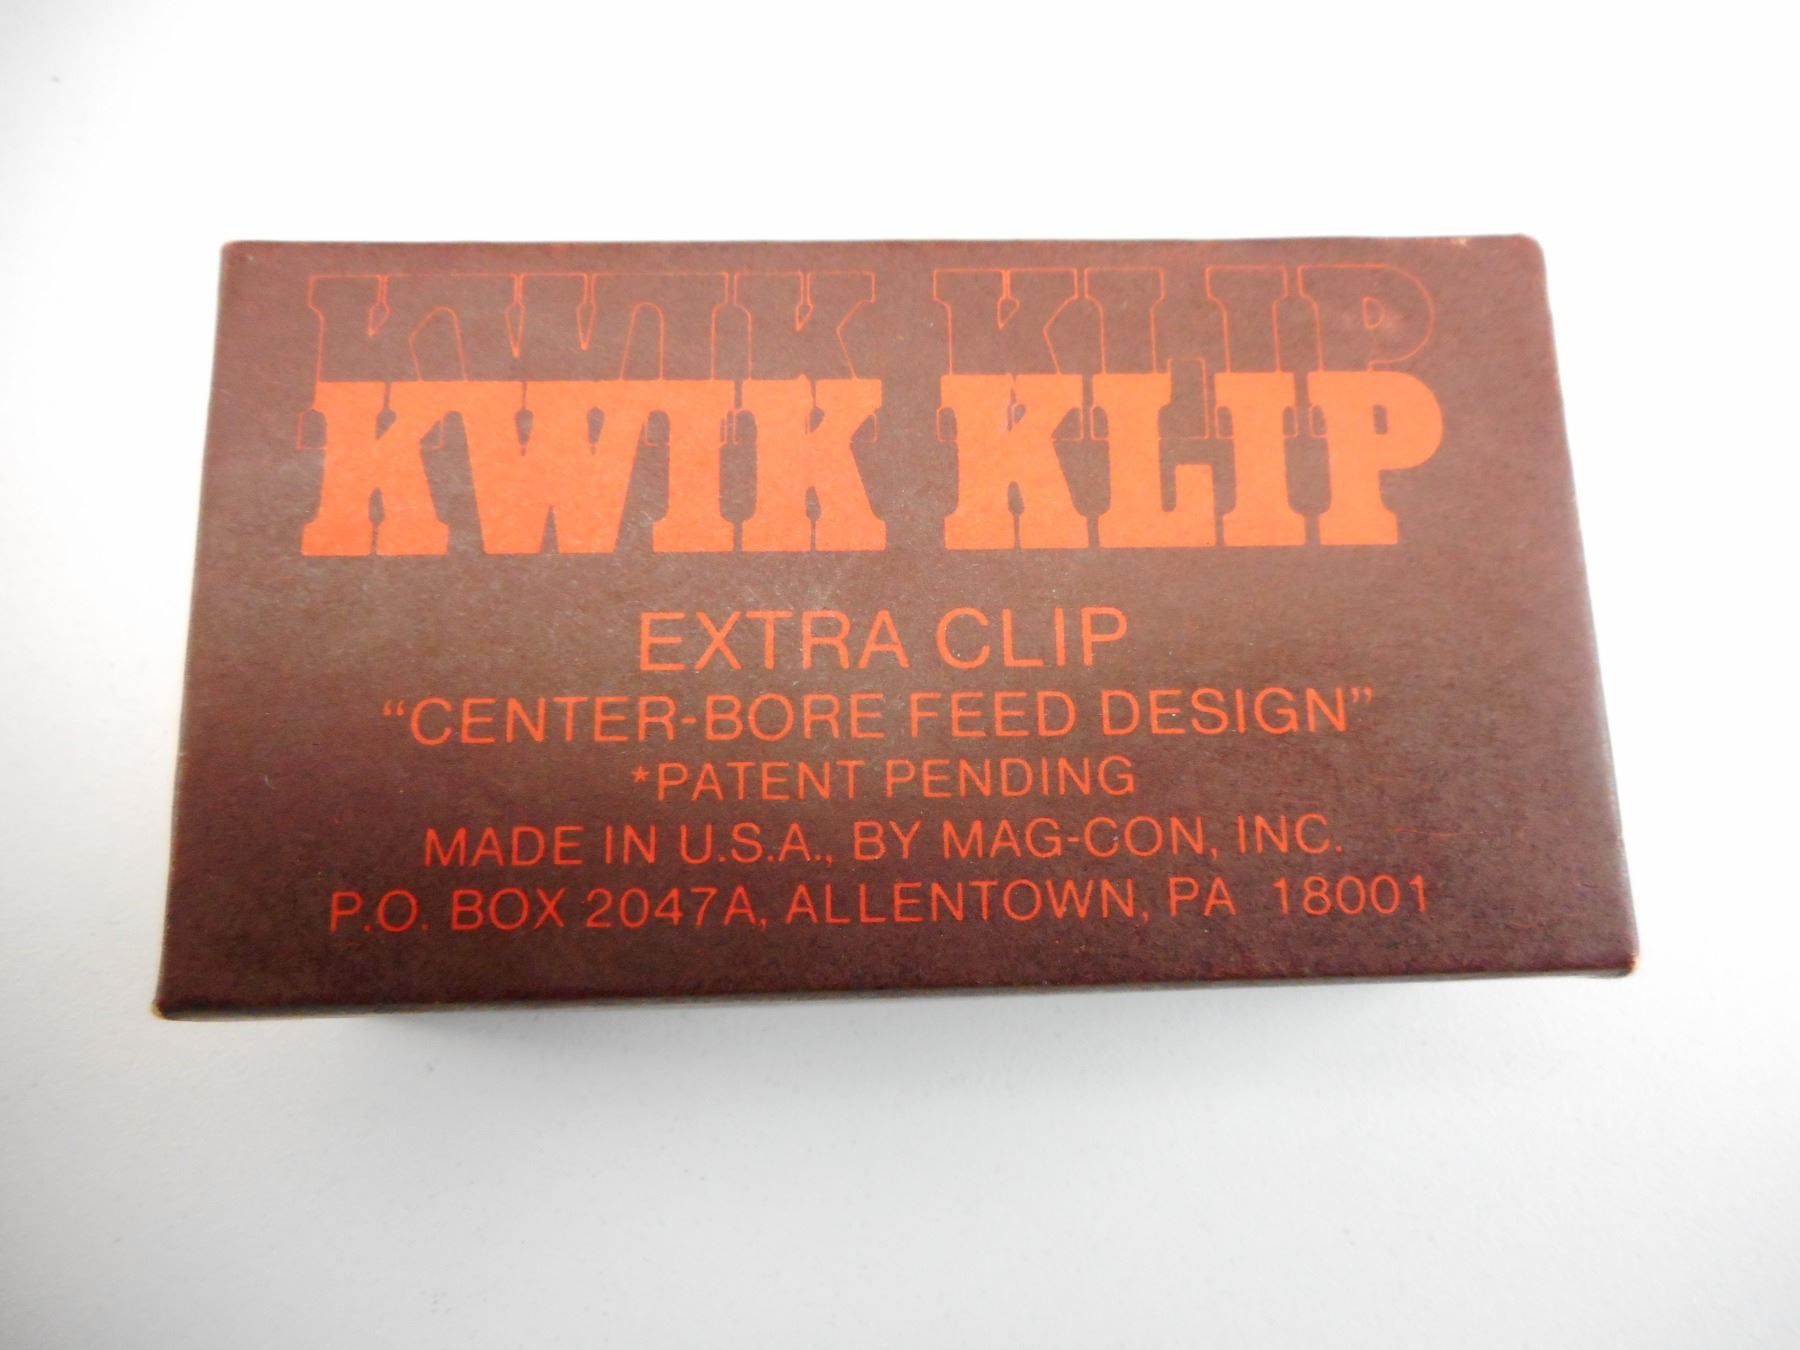 KWIK KLIP
KWIK KLIP
EXTRA CLIP
“CENTER-BORE FEED DESIGN”
*PATENT PENDING
MADE IN U.S.A., BY MAG-CON, INC.
P.O. BOX 2047A, ALLENTOWN, PA 18001